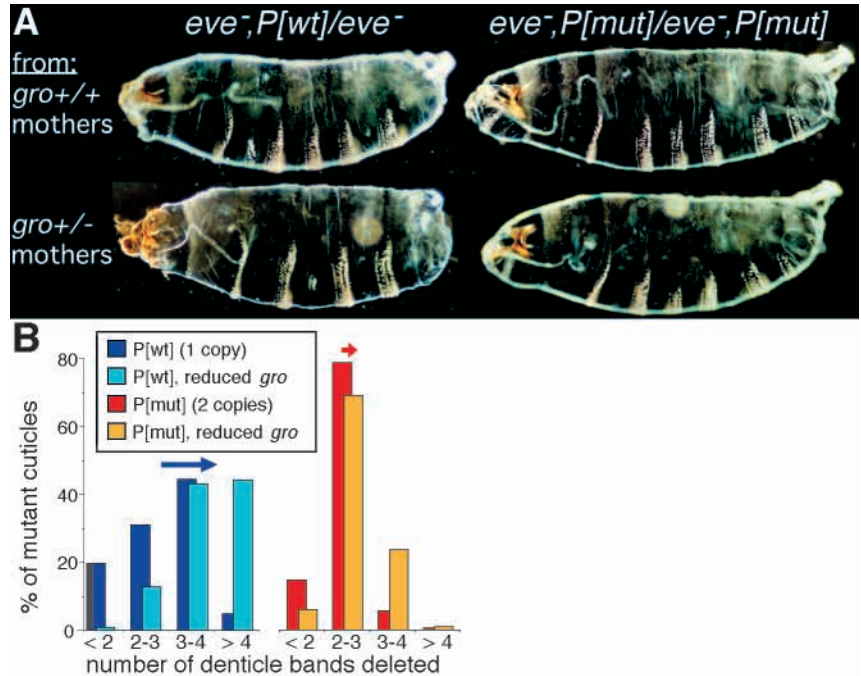 A
eve⁻,P[wt]/eve⁻
eve⁻,P[mut]/eve⁻,P[mut]
from:
gro+/+
mothers
gro+/-
mothers
B
P[wt] (1 copy)
P[wt], reduced gro
P[mut] (2 copies)
P[mut], reduced gro
% of mutant cuticles
80
60
40
20
0
< 2 2-3 3-4 > 4 < 2 2-3 3-4 > 4
number of denticle bands deleted